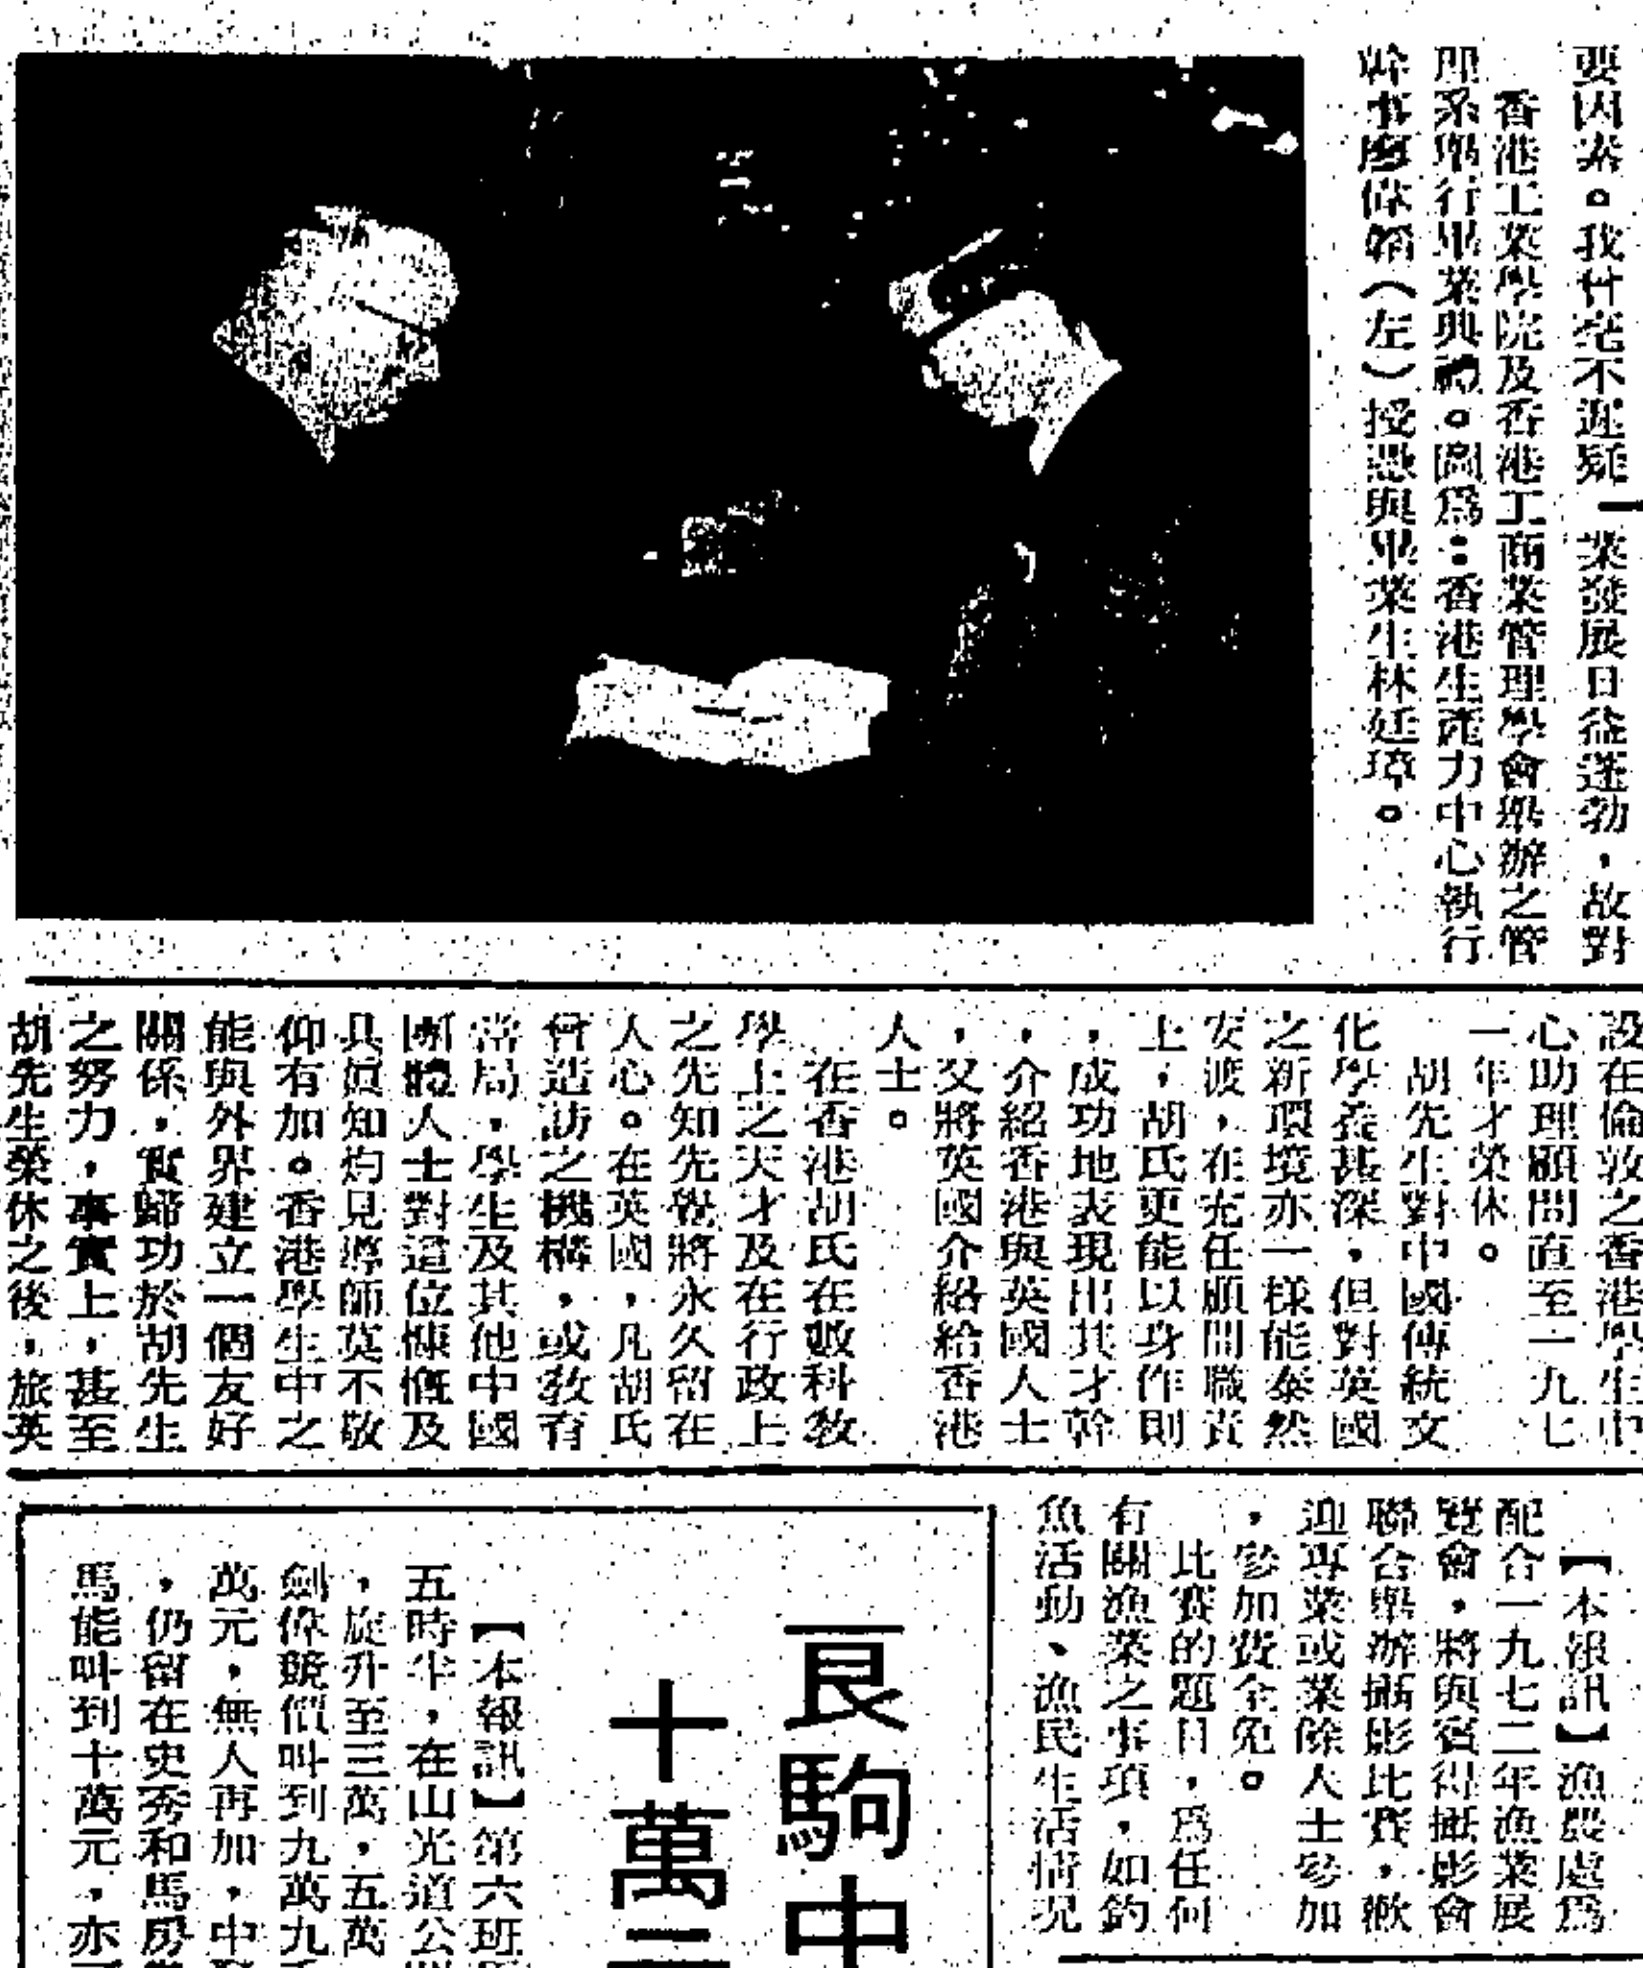 要因素。我什毫不遲疑
業發展日益蓬勃，故對
香港工業學院及香港工商業管理學會舉辦之管
理系舉行畢業典禮。圖爲：香港生產力中心執行
幹事廖偉韜（左）授憑與畢業生林廷璋。
設在倫敦之香港學生中
心助理顧問直至一九七
一年才榮休。
胡先生對中國傳統文
化學養甚深，但對英國
之新環境亦一樣能泰然
安渡，在充任顧問職責
上，胡氏更能以身作則
，成功地表現出其才幹
，介紹香港與英國人士
，又將英國介紹給香港
人士。
在香港胡氏在數科教
學上之天才及在行政上
之先知先覺將永久留在
人心。在英國，凡胡氏
曾造訪之機構，或教育
當局，學生及其他中國
團體人士對這位慷慨及
具眞知灼見導師莫不敬
仰有加。香港學生中之
能與外界建立一個友好
關係，實歸功於胡先生
之努力，事實上，甚至
胡先生榮休之後，旅英
【本報訊】漁農處爲
配合一九七二年漁業展
覽會，將與賓得攝影會
聯合舉辦攝影比賽，歡
迎專業或業餘人士參加
，參加費全免。
比賽的題目，爲任何
有關漁業之事項，如釣
魚活動、漁民生活情況
良駒中
十萬
【本報訊】第六班
五時半，在山光道公
，旋升至三萬，五萬
劍偉競價叫到九萬九
萬元，無人再加，中
，仍留在史秀和馬房
馬能叫到十萬元，亦